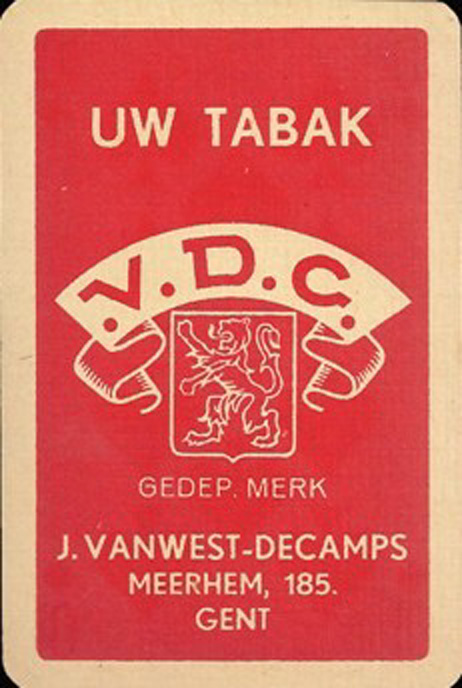 UW TABAK
.V.D.C.
GEDEP. MERK
J. VANWEST-DECAMPS
MEERHEM, 185.
GENT